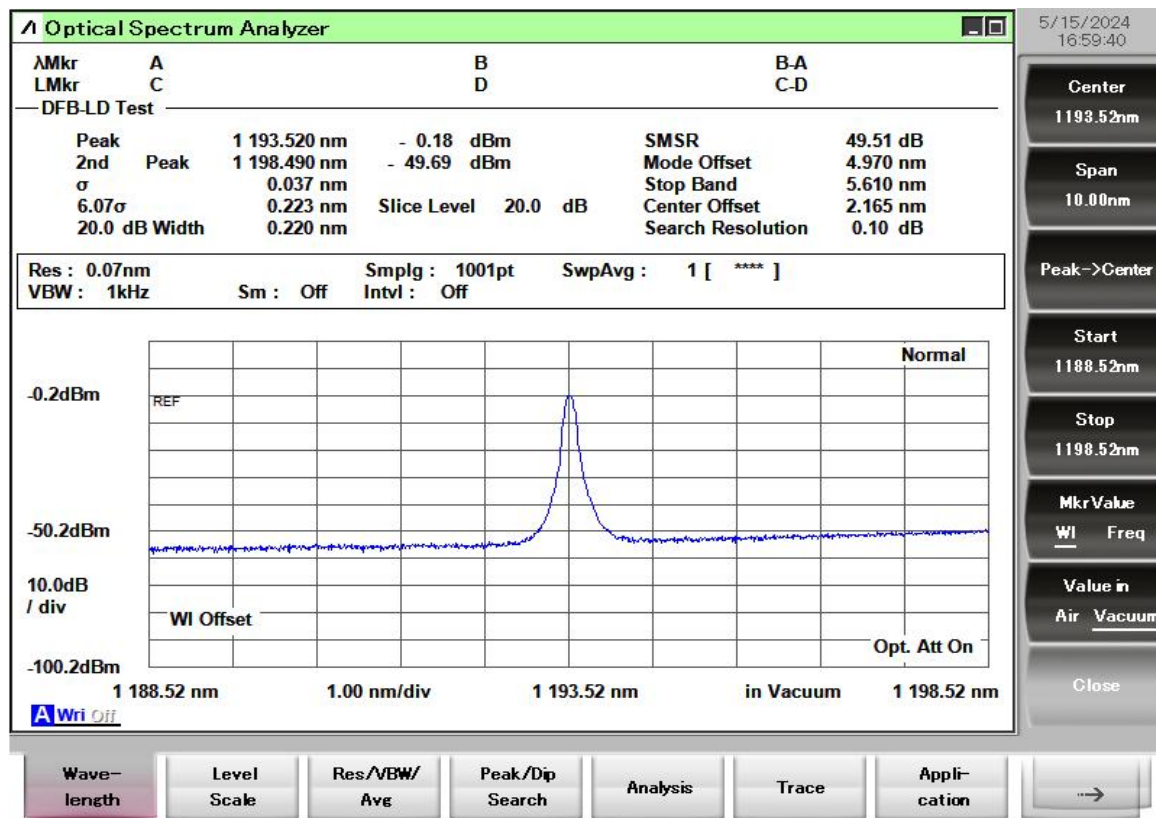 Optical Spectrum Analyzer
5/15/2024
16:59:40
λMkr A B B-A
LMkr C D C-D
DFB-LD Test
Peak 1 193.520 nm - 0.18 dBm SMSR 49.51 dB
2nd Peak 1 198.490 nm - 49.69 dBm Mode Offset 4.970 nm
σ 0.037 nm Stop Band 5.610 nm
6.07σ 0.223 nm Slice Level 20.0 dB Center Offset 2.165 nm
20.0 dB Width 0.220 nm Search Resolution 0.10 dB
Res : 0.07nm Smplg : 1001pt SwpAvg : 1 [ **** ]
VBW : 1kHz Sm : Off Intvl : Off
Normal
-0.2dBm
REF
-50.2dBm
10.0dB
/ div
Wl Offset
Opt. Att On
-100.2dBm
1 188.52 nm 1.00 nm/div 1 193.52 nm in Vacuum 1 198.52 nm
A Wri Off
Center
1193.52nm
Span
10.00nm
Peak->Center
Start
1188.52nm
Stop
1198.52nm
Mkr Value
Wl Freq
Value in
Air Vacuum
Close
Wave-
length
Level
Scale
Res/VBW/
Avg
Peak/Dip
Search
Analysis
Trace
Appli-
cation